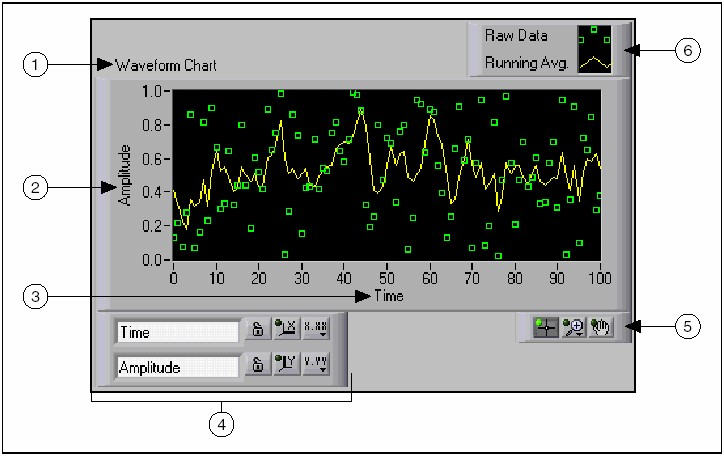 Raw Data
Running Avg.
6
1
Waveform Chart
1.0
0.8
0.6
0.4
0.2
0.0
Amplitude
2
0 10 20 30 40 50 60 70 80 90 100
3
Time
Time
X
X.XX
5
Amplitude
Y
Y.YY
4